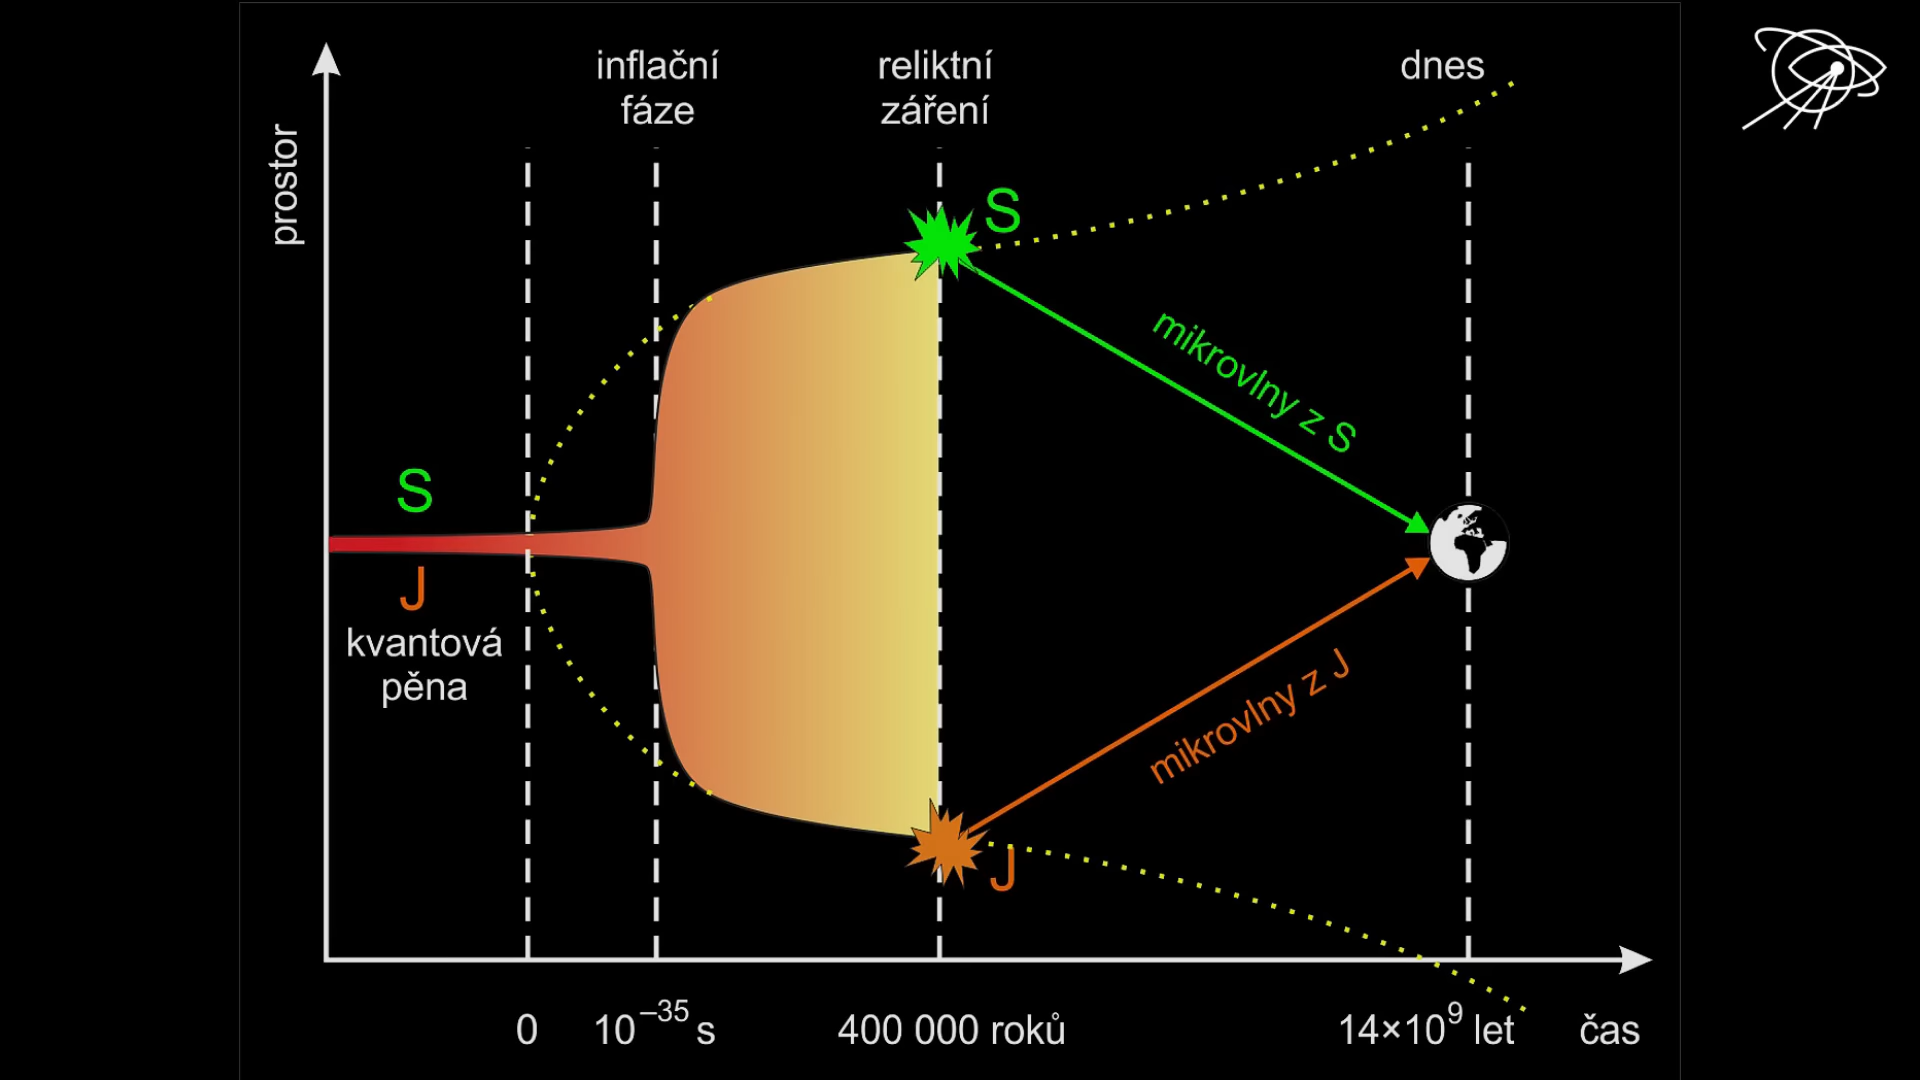 inflační
fáze
reliktní
záření
dnes
prostor
S
mikrovlny z S
S
J
kvantová
pěna
mikrovlny z J
J
0
10⁻³⁵ s
400 000 roků
14×10⁹ let
čas